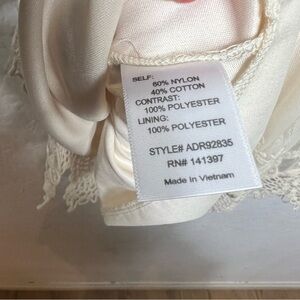 SELF:
60% NYLON
40% COTTON
CONTRAST:
100% POLYESTER
LINING:
100% POLYESTER
STYLE# ADR92835
RN# 141397
Made in Vietnam